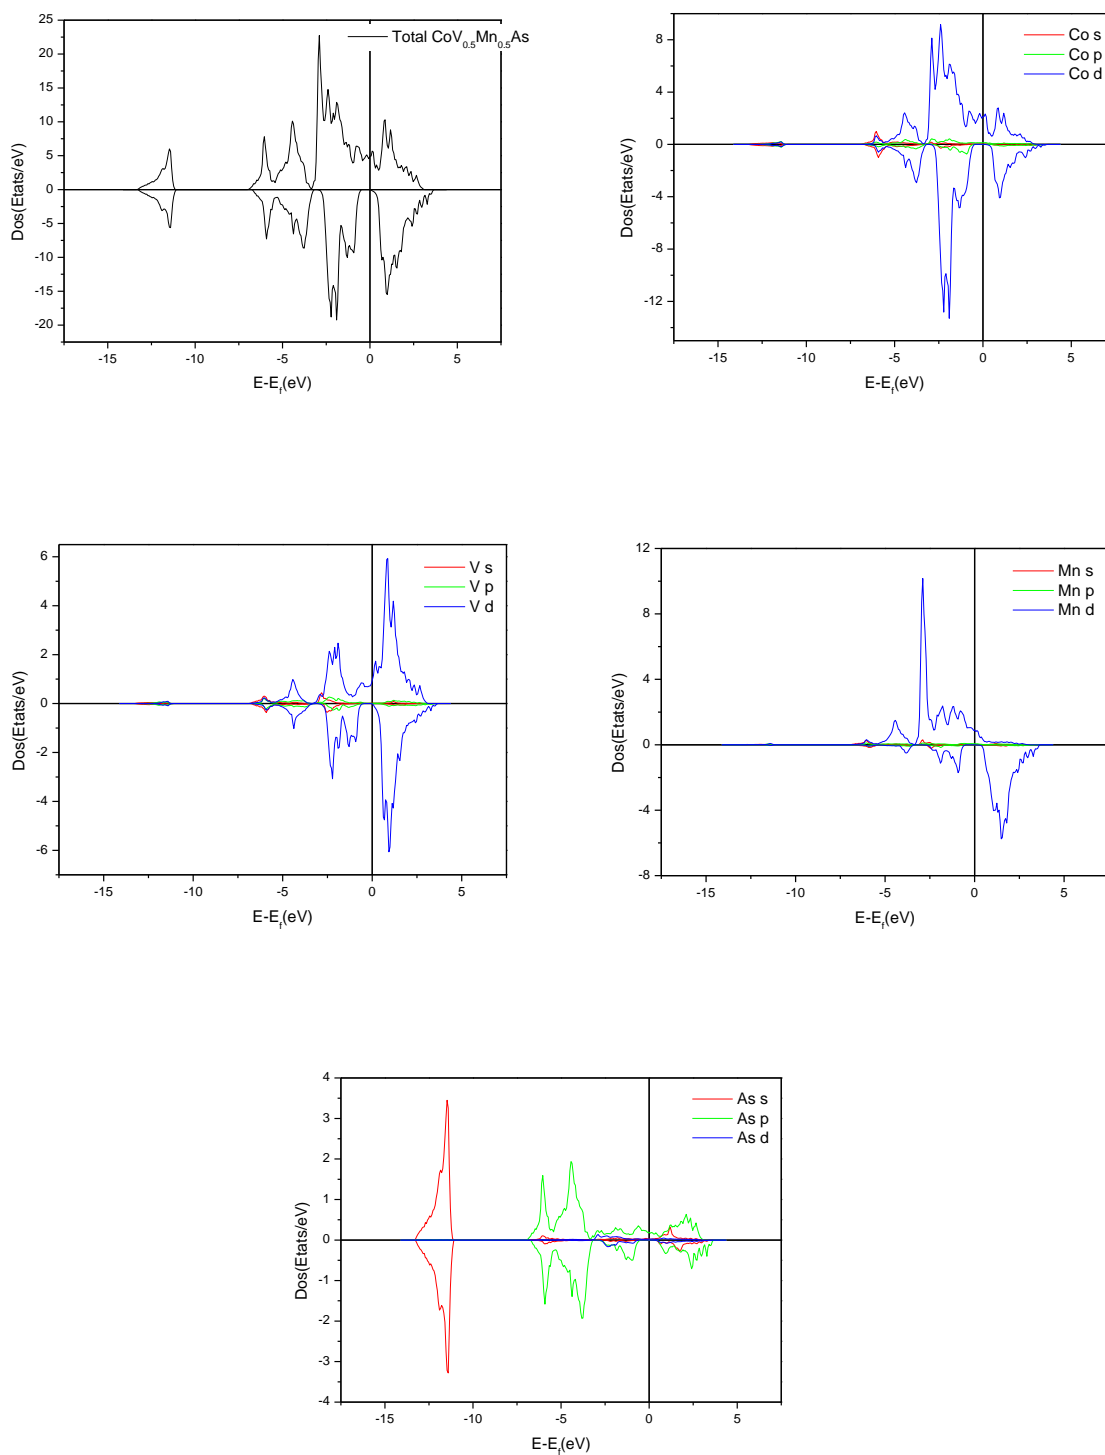 25
20
15
10
5
0
-5
-10
-15
-20
Total CoV0.5Mn0.5As
Dos(Etats/eV)
-15 -10 -5 0 5
E-Ef(eV)
8
4
0
-4
-8
-12
Co s
Co p
Co d
Dos(Etats/eV)
-15 -10 -5 0 5
E-Ef(eV)
6
4
2
0
-2
-4
-6
V s
V p
V d
Dos(Etats/eV)
-15 -10 -5 0 5
E-Ef(eV)
12
8
4
0
-4
-8
Mn s
Mn p
Mn d
Dos(Etats/eV)
-15 -10 -5 0 5
E-Ef(eV)
4
3
2
1
0
-1
-2
-3
-4
As s
As p
As d
Dos(Etats/eV)
-15 -10 -5 0 5
E-Ef(eV)